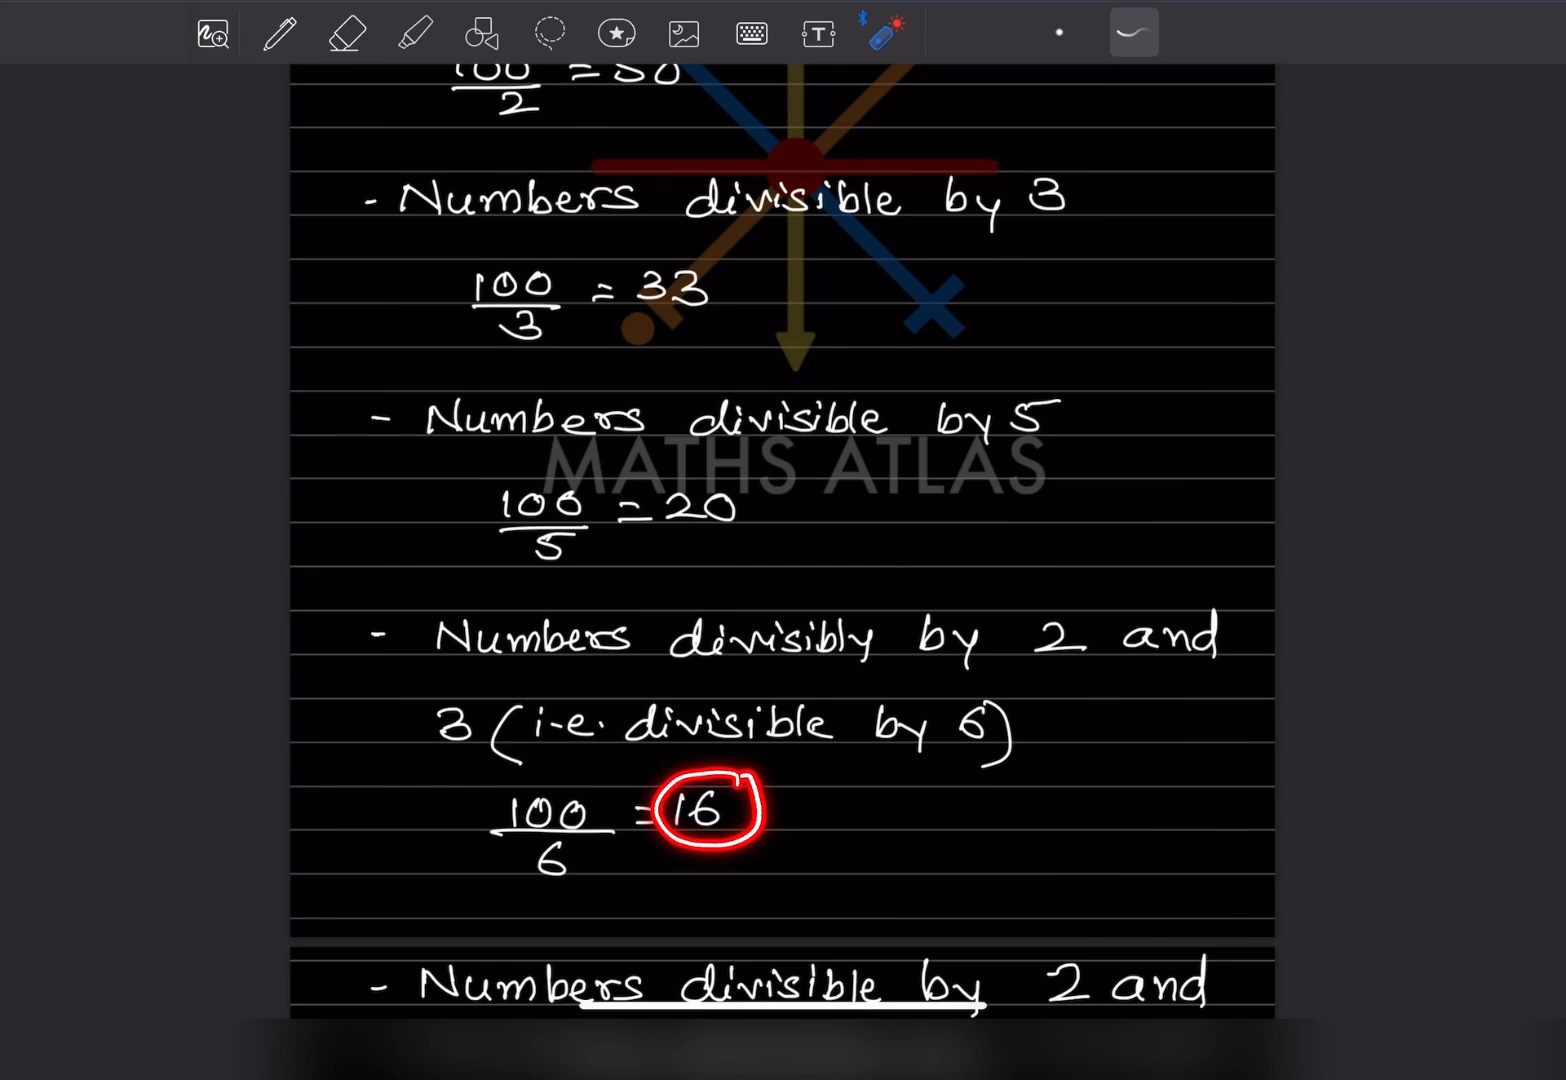 100/2 = 50
- Numbers divisible by 3
100/3 = 33
- Numbers divisible by 5
MATHS ATLAS
100/5 = 20
- Numbers divisibly by 2 and
3 (i.e. divisible by 6)
100/6 = 16
- Numbers divisible by 2 and